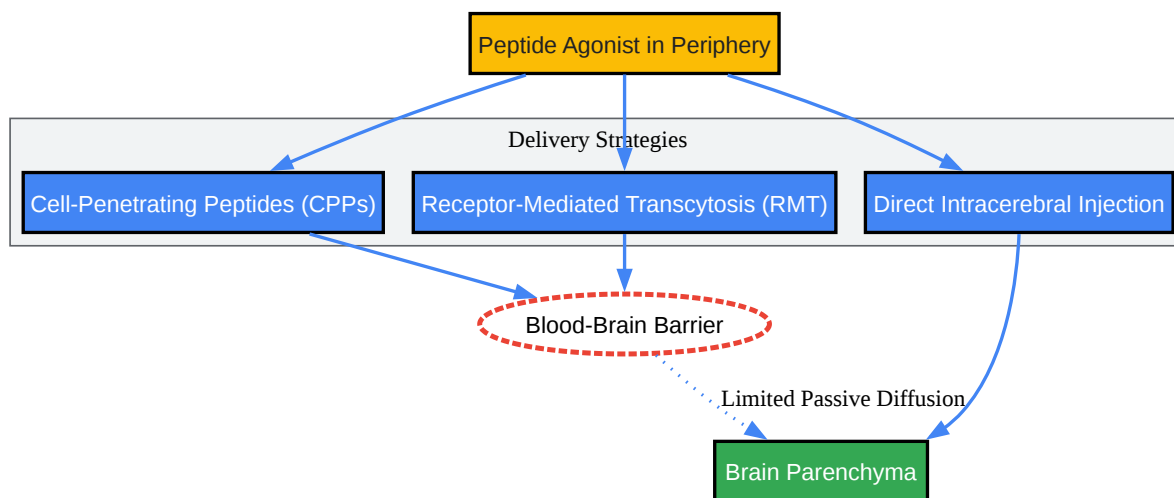 Peptide Agonist in Periphery
Delivery Strategies
Cell-Penetrating Peptides (CPPs)
Receptor-Mediated Transcytosis (RMT)
Direct Intracerebral Injection
Blood-Brain Barrier
Limited Passive Diffusion
Brain Parenchyma